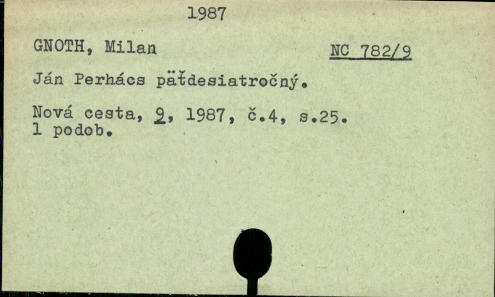 1987
GNOTH, Milan NC 782/9
Ján Perhács päťdesiatročný.
Nová cesta, 9, 1987, č.4, s.25.
1 podob.